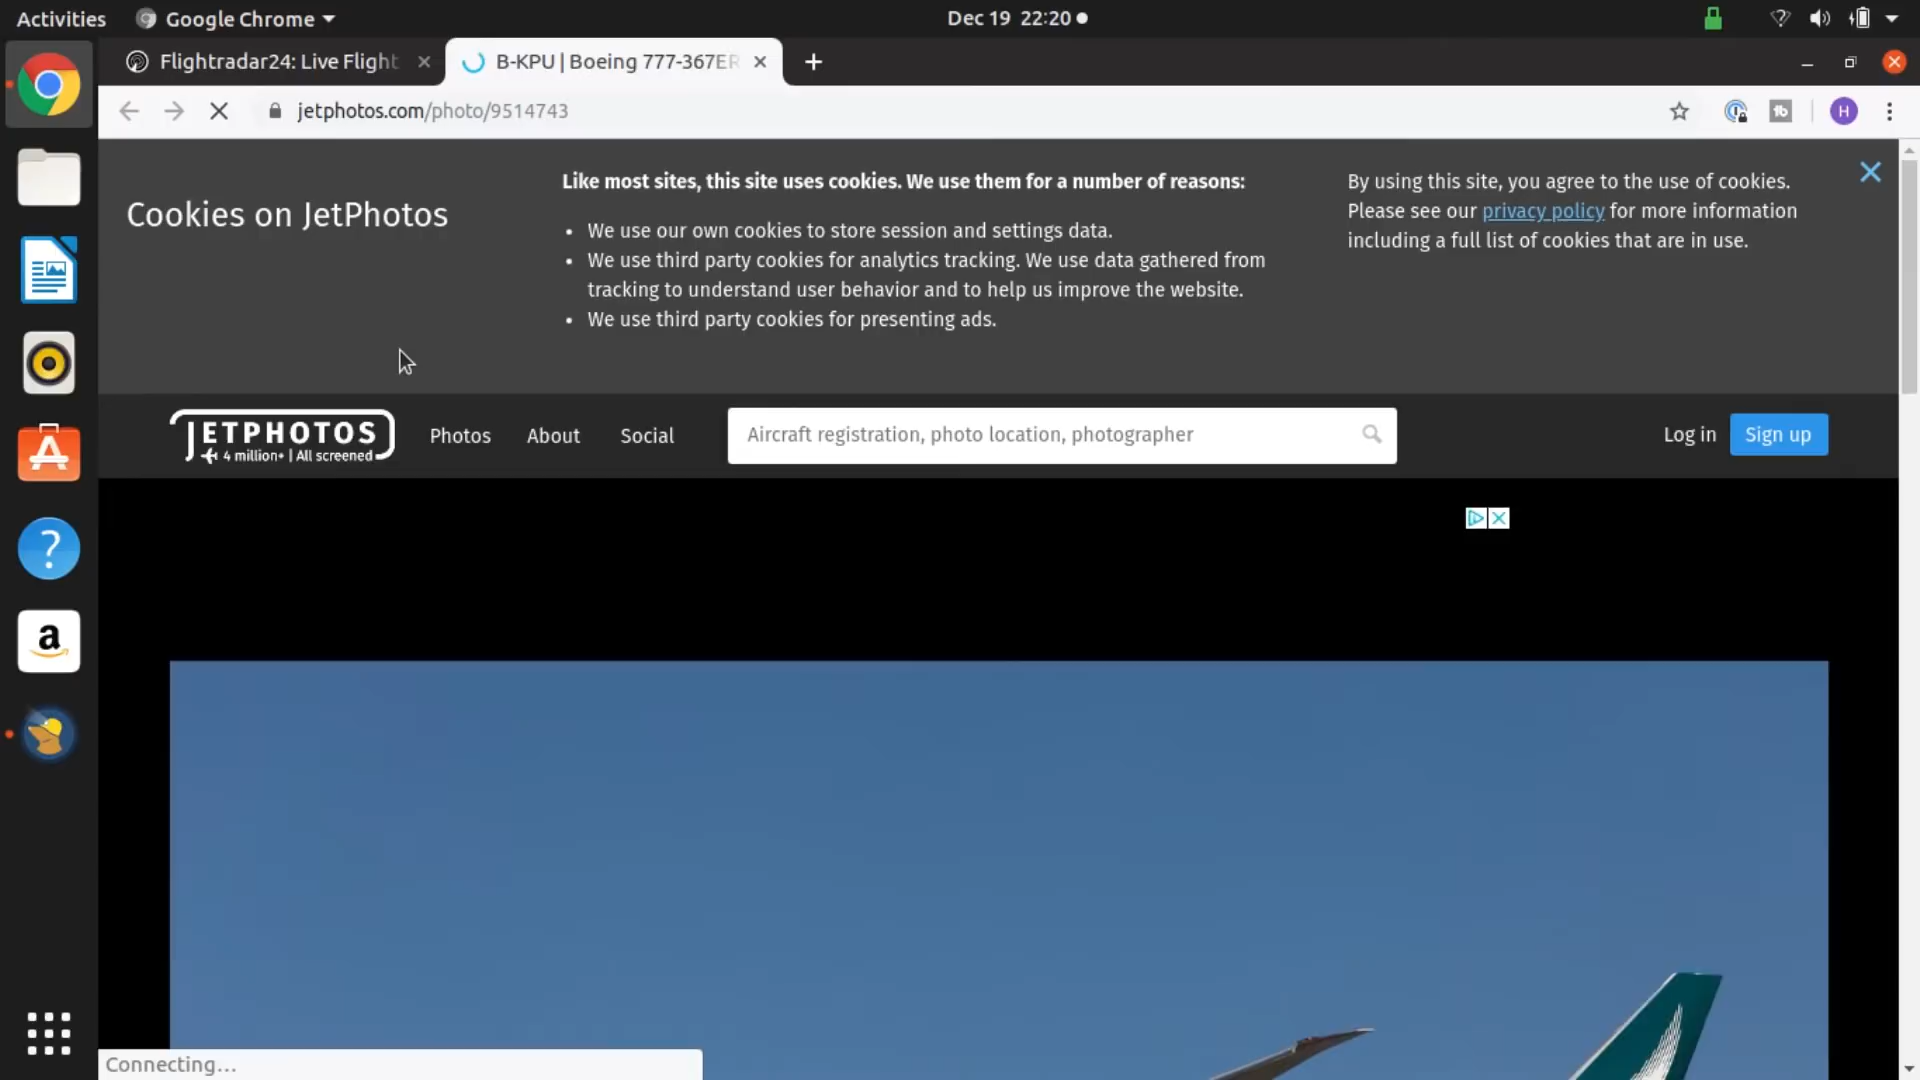 Activities
Google Chrome
Dec 19 22:20
Flightradar24: Live Flight
B-KPU | Boeing 777-367ER
jetphotos.com/photo/9514743
H
Cookies on JetPhotos
Like most sites, this site uses cookies. We use them for a number of reasons:
• We use our own cookies to store session and settings data.
• We use third party cookies for analytics tracking. We use data gathered from
tracking to understand user behavior and to help us improve the website.
• We use third party cookies for presenting ads.
By using this site, you agree to the use of cookies.
Please see our privacy policy for more information
including a full list of cookies that are in use.
JETPHOTOS
4 million+ | All screened
Photos
About
Social
Aircraft registration, photo location, photographer
Log in
Sign up
Connecting...